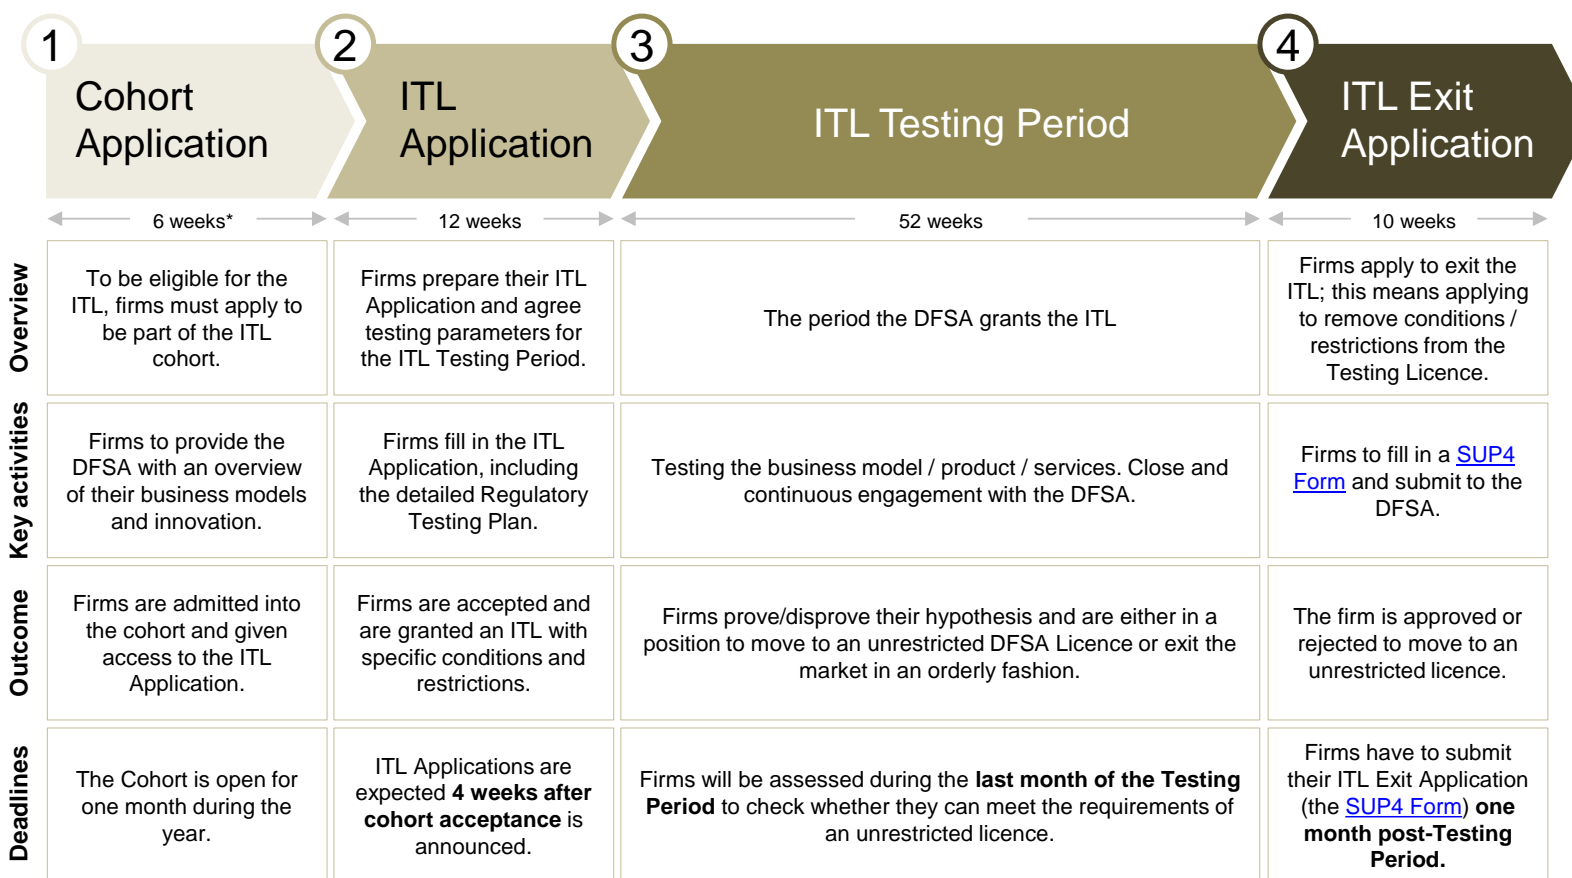 1
2
3
4
Cohort
Application
ITL
Application
ITL Testing Period
ITL Exit
Application
6 weeks*
12 weeks
52 weeks
10 weeks
Overview
To be eligible for the
ITL, firms must apply to
be part of the ITL
cohort.
Firms prepare their ITL
Application and agree
testing parameters for
the ITL Testing Period.
The period the DFSA grants the ITL
Firms apply to exit the
ITL; this means applying
to remove conditions /
restrictions from the
Testing Licence.
Key activities
Firms to provide the
DFSA with an overview
of their business models
and innovation.
Firms fill in the ITL
Application, including
the detailed Regulatory
Testing Plan.
Testing the business model / product / services. Close and
continuous engagement with the DFSA.
Firms to fill in a SUP4
Form and submit to the
DFSA.
Outcome
Firms are admitted into
the cohort and given
access to the ITL
Application.
Firms are accepted and
are granted an ITL with
specific conditions and
restrictions.
Firms prove/disprove their hypothesis and are either in a
position to move to an unrestricted DFSA Licence or exit the
market in an orderly fashion.
The firm is approved or
rejected to move to an
unrestricted licence.
Deadlines
The Cohort is open for
one month during the
year.
ITL Applications are
expected 4 weeks after
cohort acceptance is
announced.
Firms will be assessed during the last month of the Testing
Period to check whether they can meet the requirements of
an unrestricted licence.
Firms have to submit
their ITL Exit Application
(the SUP4 Form) one
month post-Testing
Period.